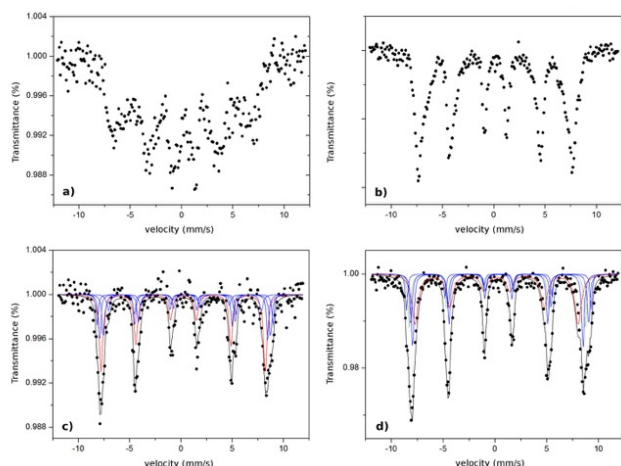 1.004
1.000
0.996
0.992
0.988
Transmittance (%)
a)
-10 -5 0 5 10
velocity (mm/s)
Transmittance (%)
b)
-10 -5 0 5 10
velocity (mm/s)
1.004
1.000
0.996
0.992
0.988
Transmittance (%)
c)
-10 -5 0 5 10
velocity (mm/s)
1.00
0.98
Transmittance (%)
d)
-10 -5 0 5 10
velocity (mm/s)